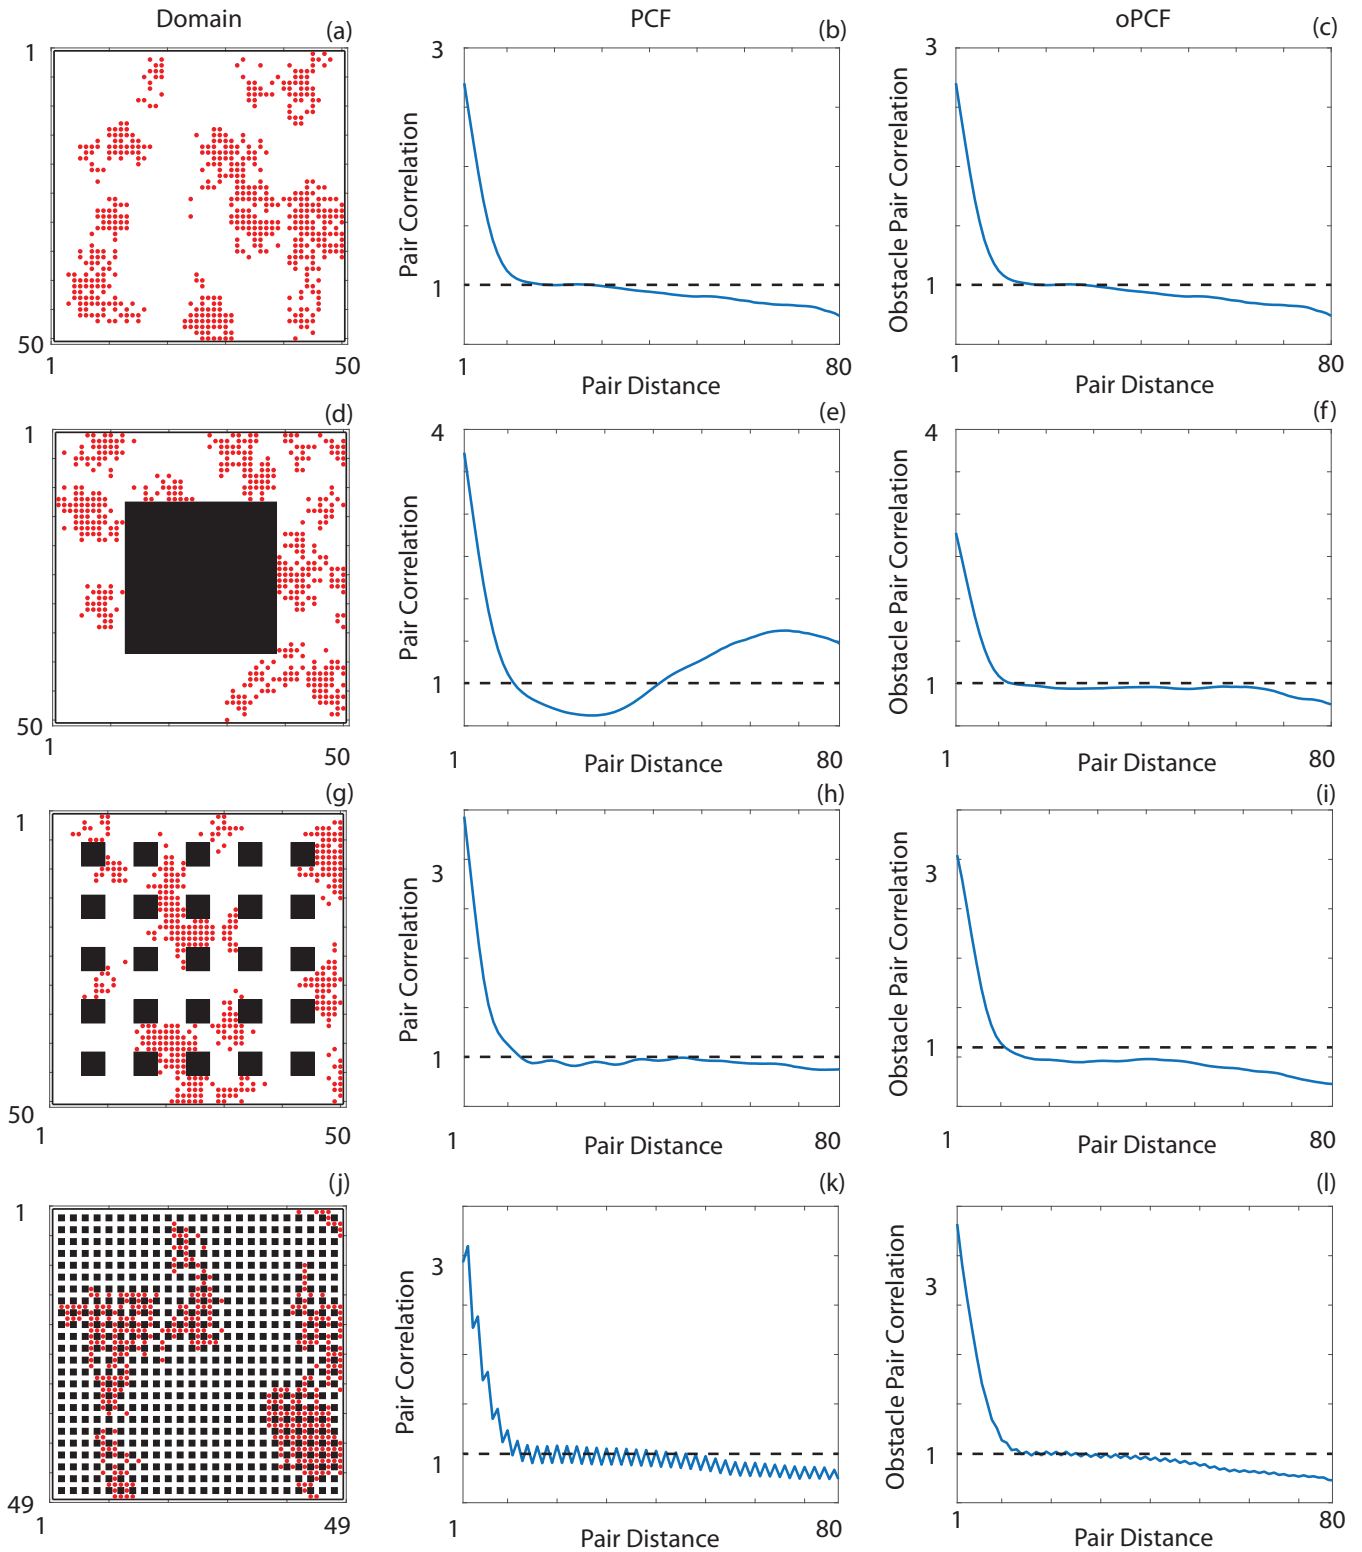 Domain
PCF
oPCF
(a)
(b)
(c)
1
50
1
50
3
1
Pair Correlation
1
80
Pair Distance
3
1
Obstacle Pair Correlation
1
80
Pair Distance
(d)
(e)
(f)
1
50
1
50
4
1
Pair Correlation
1
80
Pair Distance
4
1
Obstacle Pair Correlation
1
80
Pair Distance
(g)
(h)
(i)
1
50
1
50
3
1
Pair Correlation
1
80
Pair Distance
3
1
Obstacle Pair Correlation
1
80
Pair Distance
(j)
(k)
(l)
1
49
1
49
3
1
Pair Correlation
1
80
Pair Distance
3
1
Obstacle Pair Correlation
1
80
Pair Distance